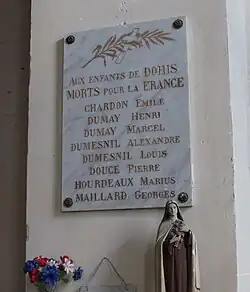 AUX ENFANTS DE DOHIS
MORTS POUR LA FRANCE
CHARDON EMILE
DUMAY HENRI
DUMAY MARCEL
DUMESNIL ALEXANDRE
DUMESNIL LOUIS
DOUCE PIERRE
HOURDEAUX MARIUS
MAILLARD GEORGES